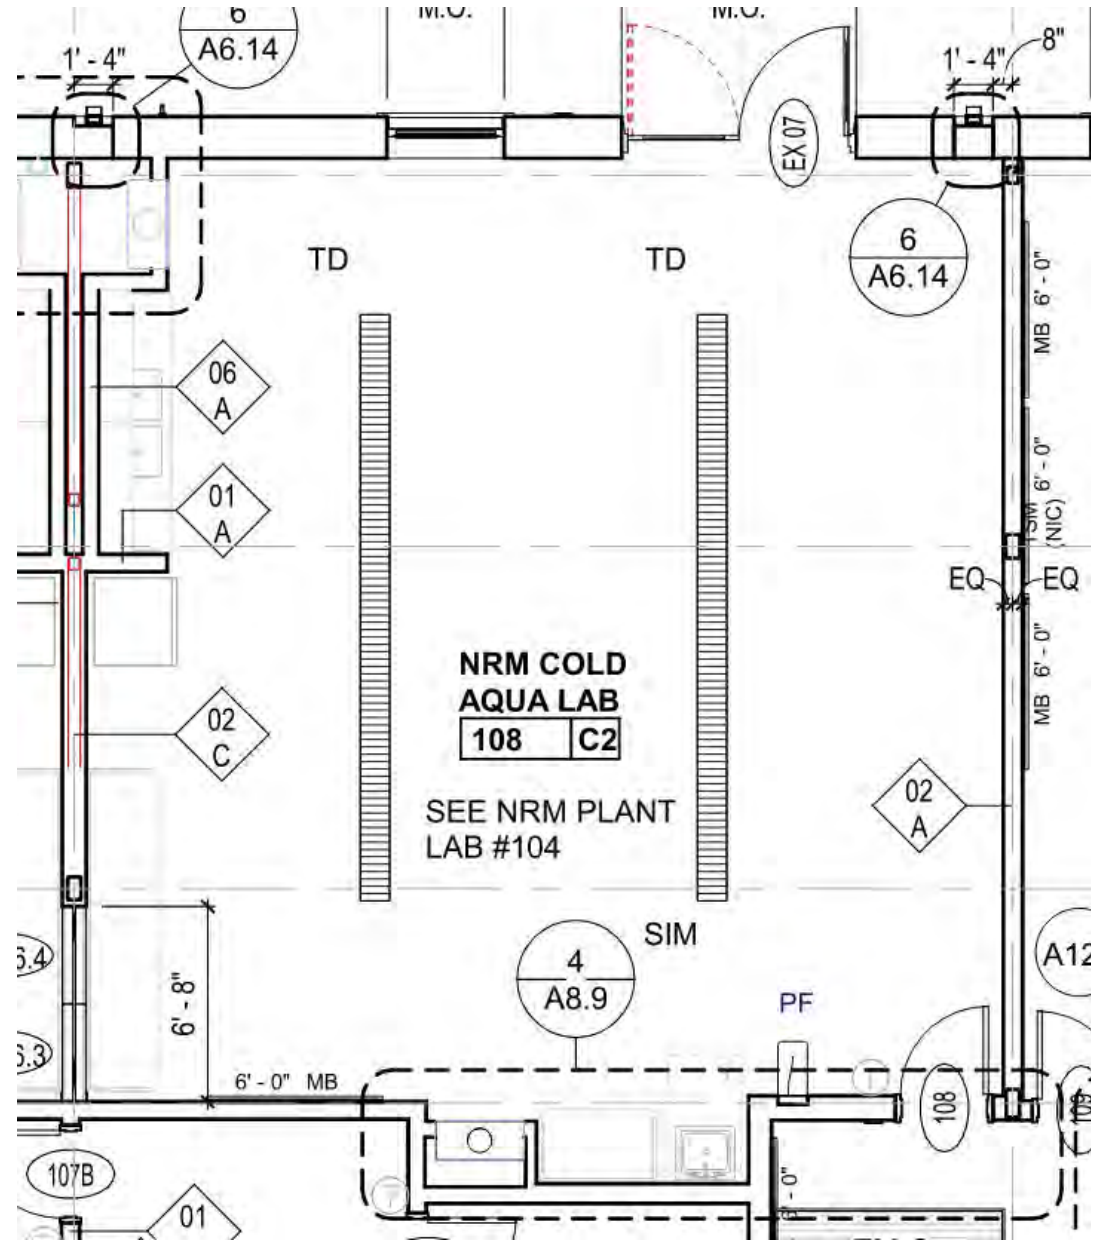 6
A6.14
M.O.
M.O.
1' - 4"
1' - 4"
8"
EX 07
TD
TD
6
A6.14
MB 6' - 0"
06
A
01
A
6' - 0"
(NIC)
EQ
EQ
NRM COLD
AQUA LAB
108 C2
MB 6' - 0"
02
C
02
A
SEE NRM PLANT
LAB #104
SIM
4
A8.9
PF
A12
6' - 8"
6' - 0" MB
108
109
107B
01